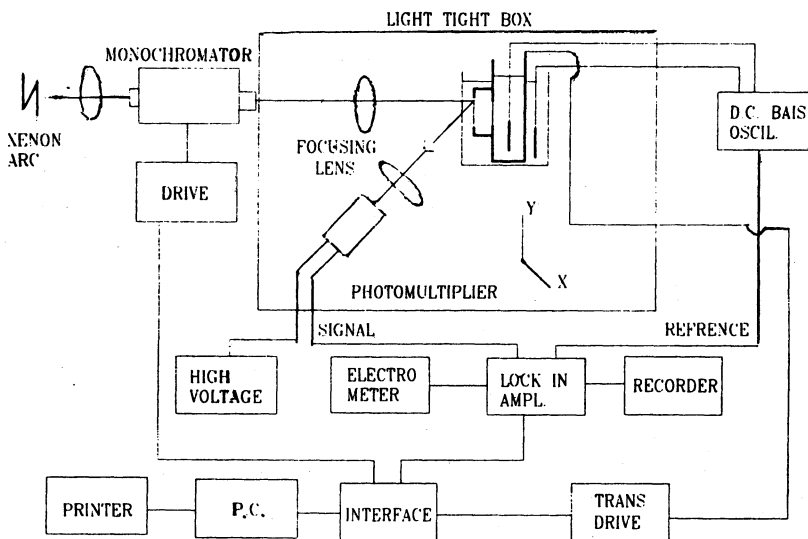 LIGHT TIGHT BOX
MONOCHROMATOR
XENON
ARC
FOCUSING
LENS
D.C. BAIS
OSCIL.
DRIVE
Y
X
PHOTOMULTIPLIER
SIGNAL
REFRENCE
HIGH
VOLTAGE
ELECTRO
METER
LOCK IN
AMPL.
RECORDER
PRINTER
P.C.
INTERFACE
TRANS
DRIVE